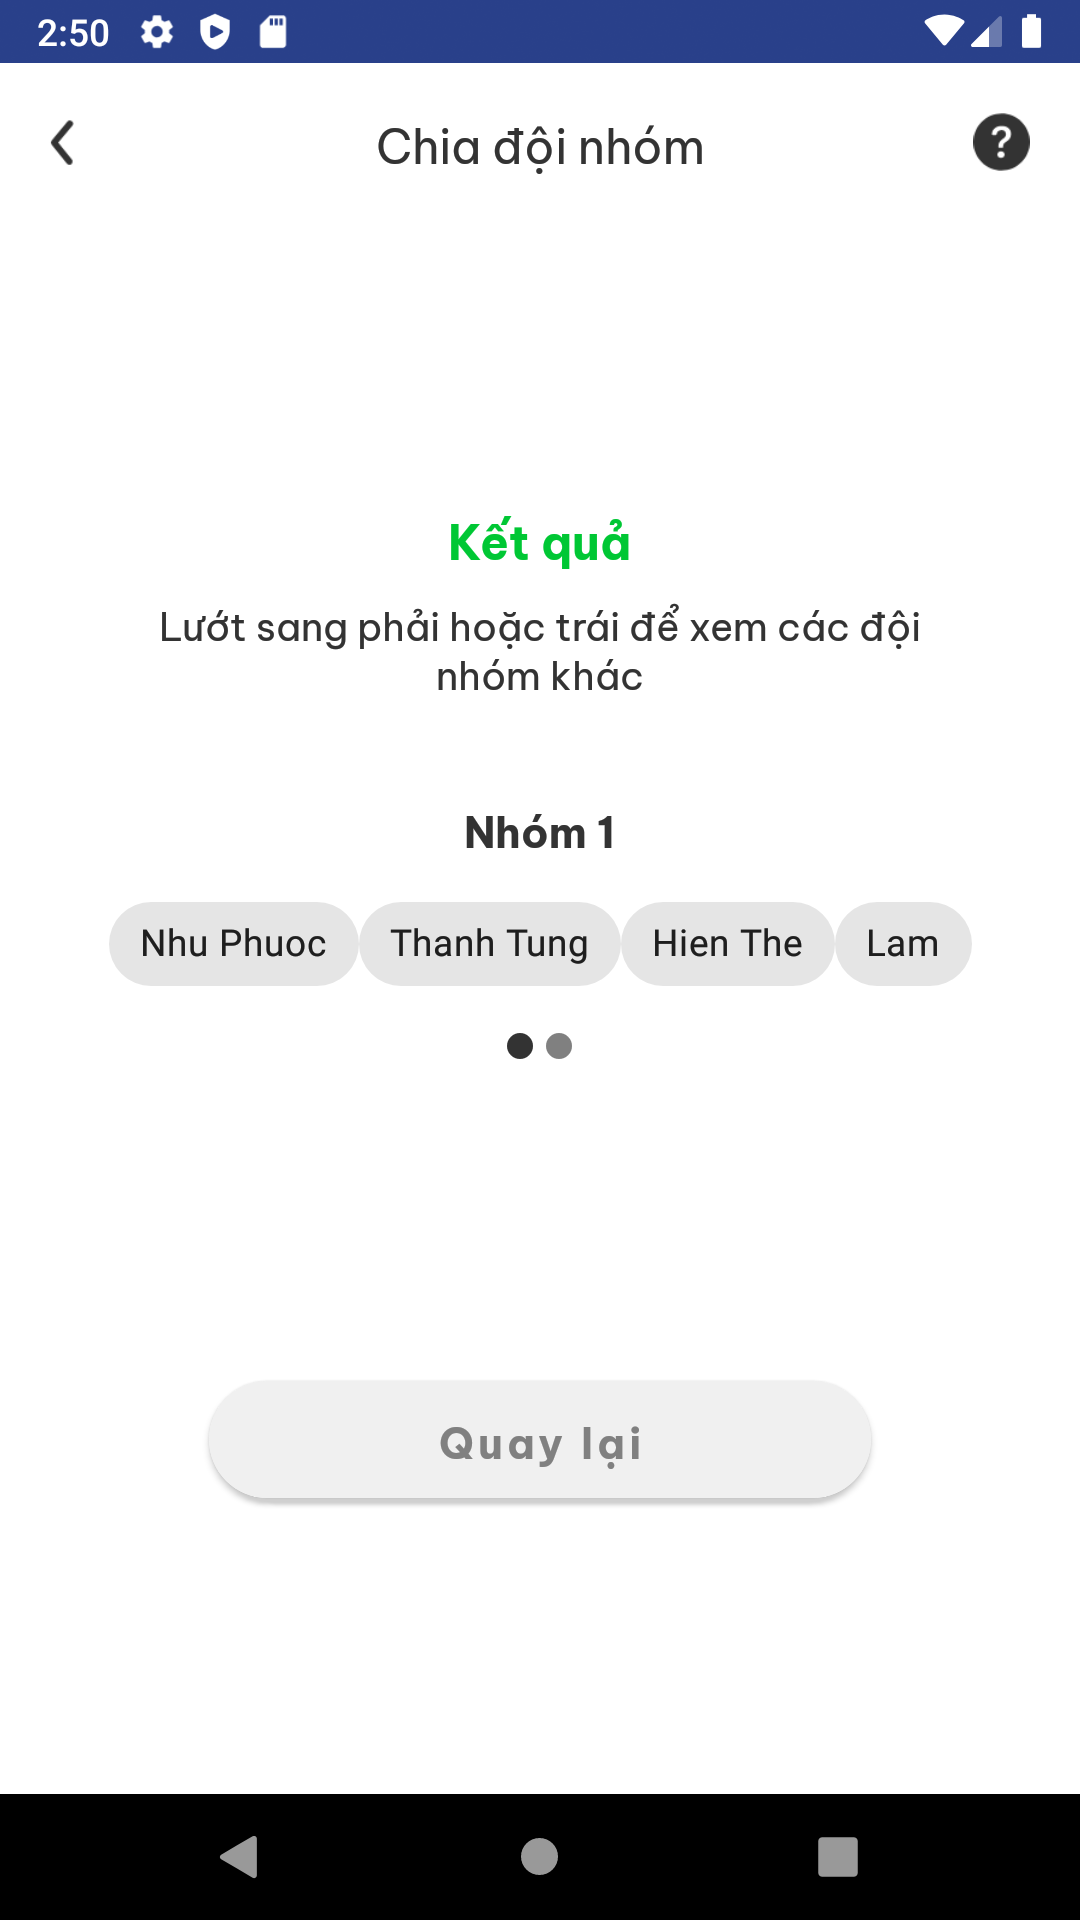 2:50
Chia đội nhóm
?
Kết quả
Lướt sang phải hoặc trái để xem các đội
nhóm khác
Nhóm 1
Nhu Phuoc Thanh Tung Hien The Lam
Quay lại